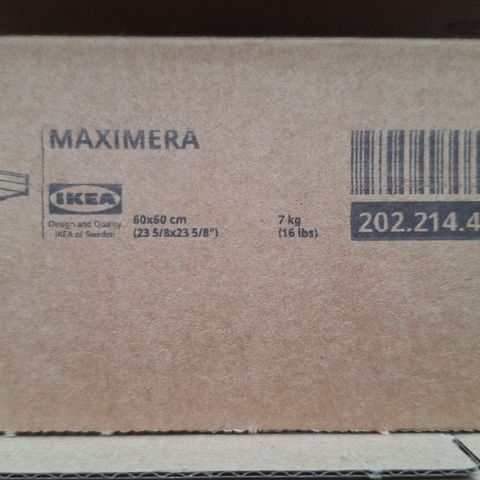 MAXIMERA
IKEA
Design and Quality
IKEA of Sweden
60x60 cm
(23 5/8x23 5/8")
7 kg
(16 lbs)
202.214.4